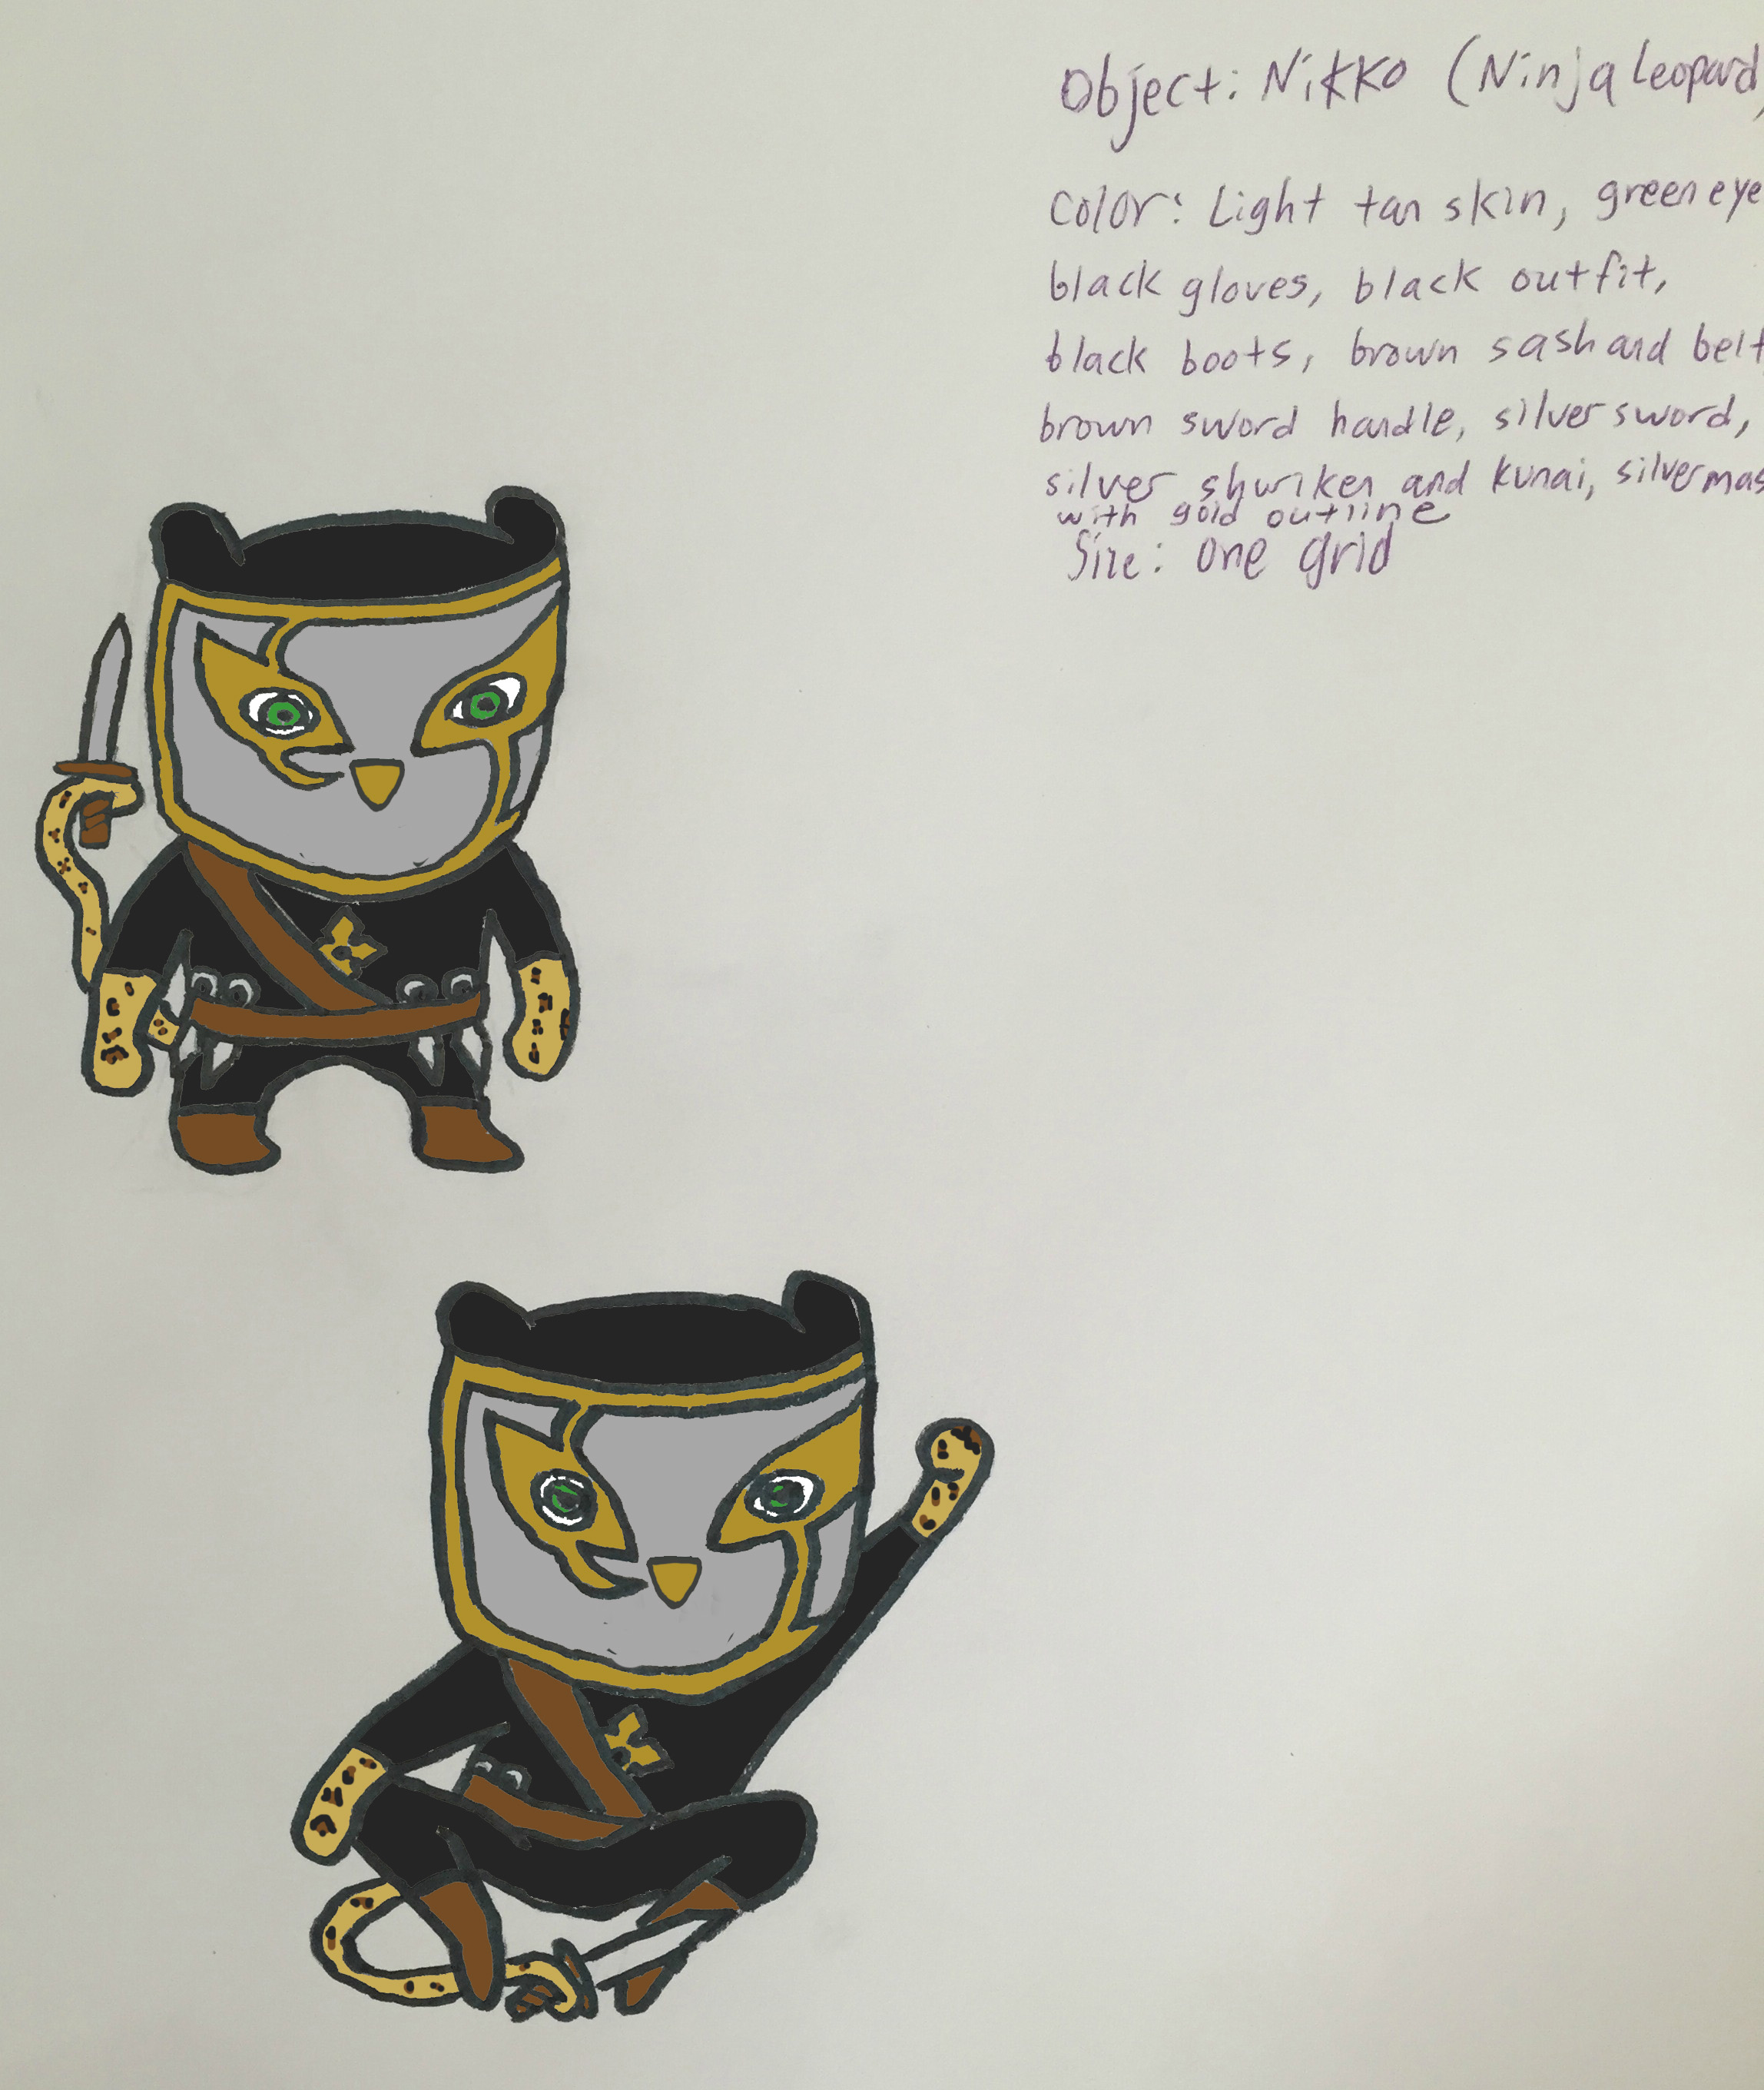 Object: Nikko (Ninja Leopard,
Color: Light tan skin, green eye
black gloves, black outfit,
black boots, brown sash and belt,
brown sword handle, silver sword,
silver shuriken and kunai, silver mas
with gold outline
Size: One grid